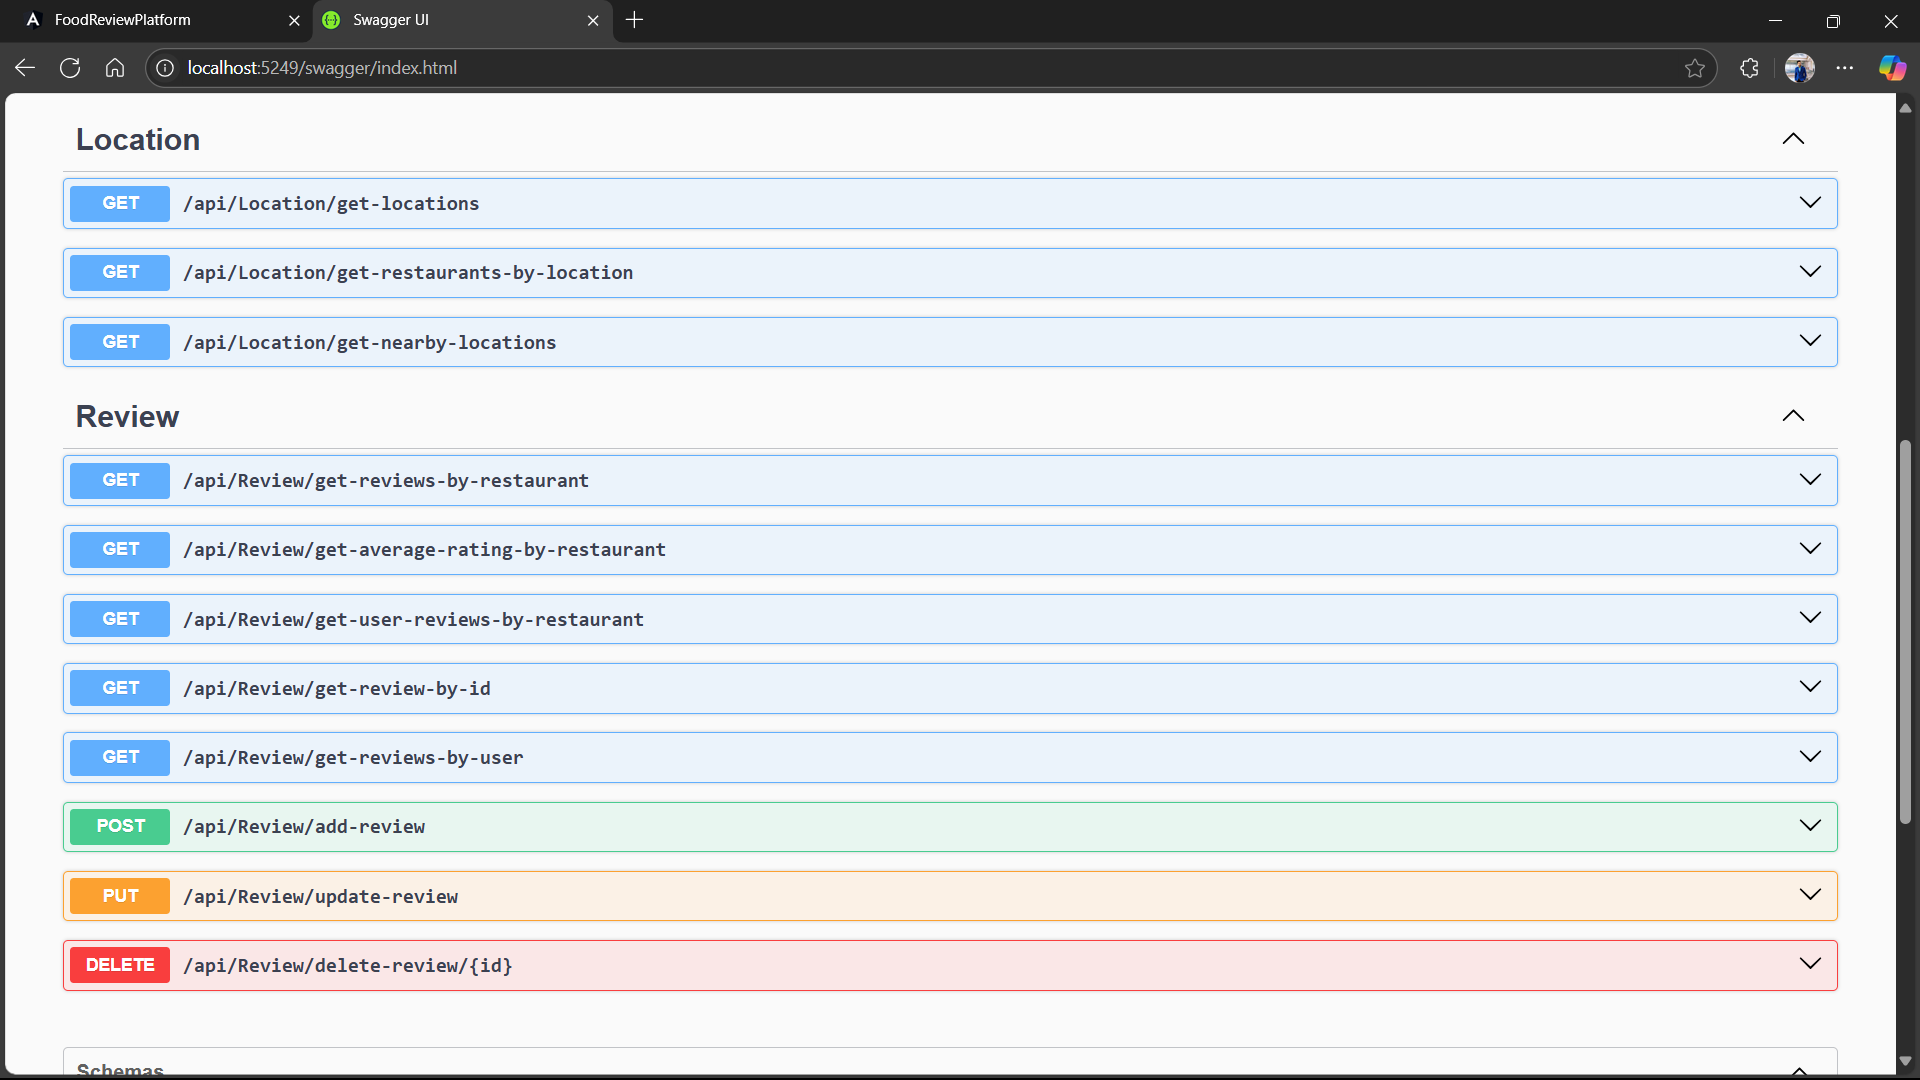 FoodReviewPlatform
Swagger UI
localhost:5249/swagger/index.html
Location
GET /api/Location/get-locations
GET /api/Location/get-restaurants-by-location
GET /api/Location/get-nearby-locations
Review
GET /api/Review/get-reviews-by-restaurant
GET /api/Review/get-average-rating-by-restaurant
GET /api/Review/get-user-reviews-by-restaurant
GET /api/Review/get-review-by-id
GET /api/Review/get-reviews-by-user
POST /api/Review/add-review
PUT /api/Review/update-review
DELETE /api/Review/delete-review/{id}
Schemas